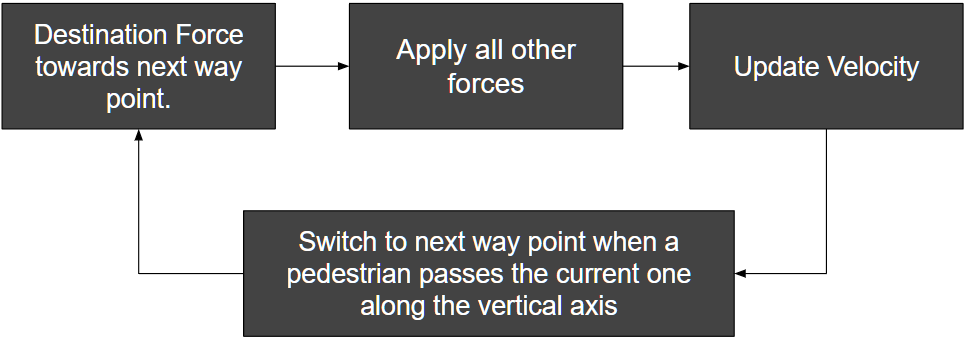 Destination Force
towards next way
point.
Apply all other
forces
Update Velocity
Switch to next way point when a
pedestrian passes the current one
along the vertical axis